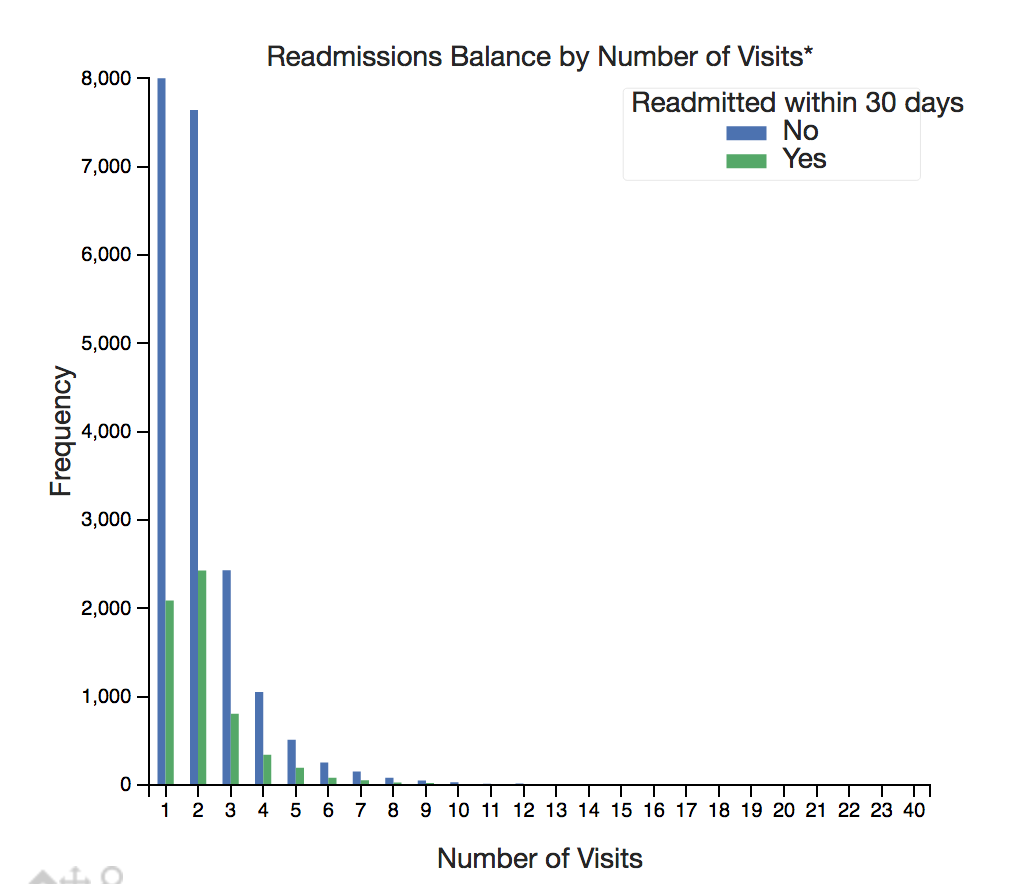 Readmissions Balance by Number of Visits*
Readmitted within 30 days
No
Yes
Frequency
8,000
7,000
6,000
5,000
4,000
3,000
2,000
1,000
0
1 2 3 4 5 6 7 8 9 10 11 12 13 14 15 16 17 18 19 20 21 22 23 40
Number of Visits